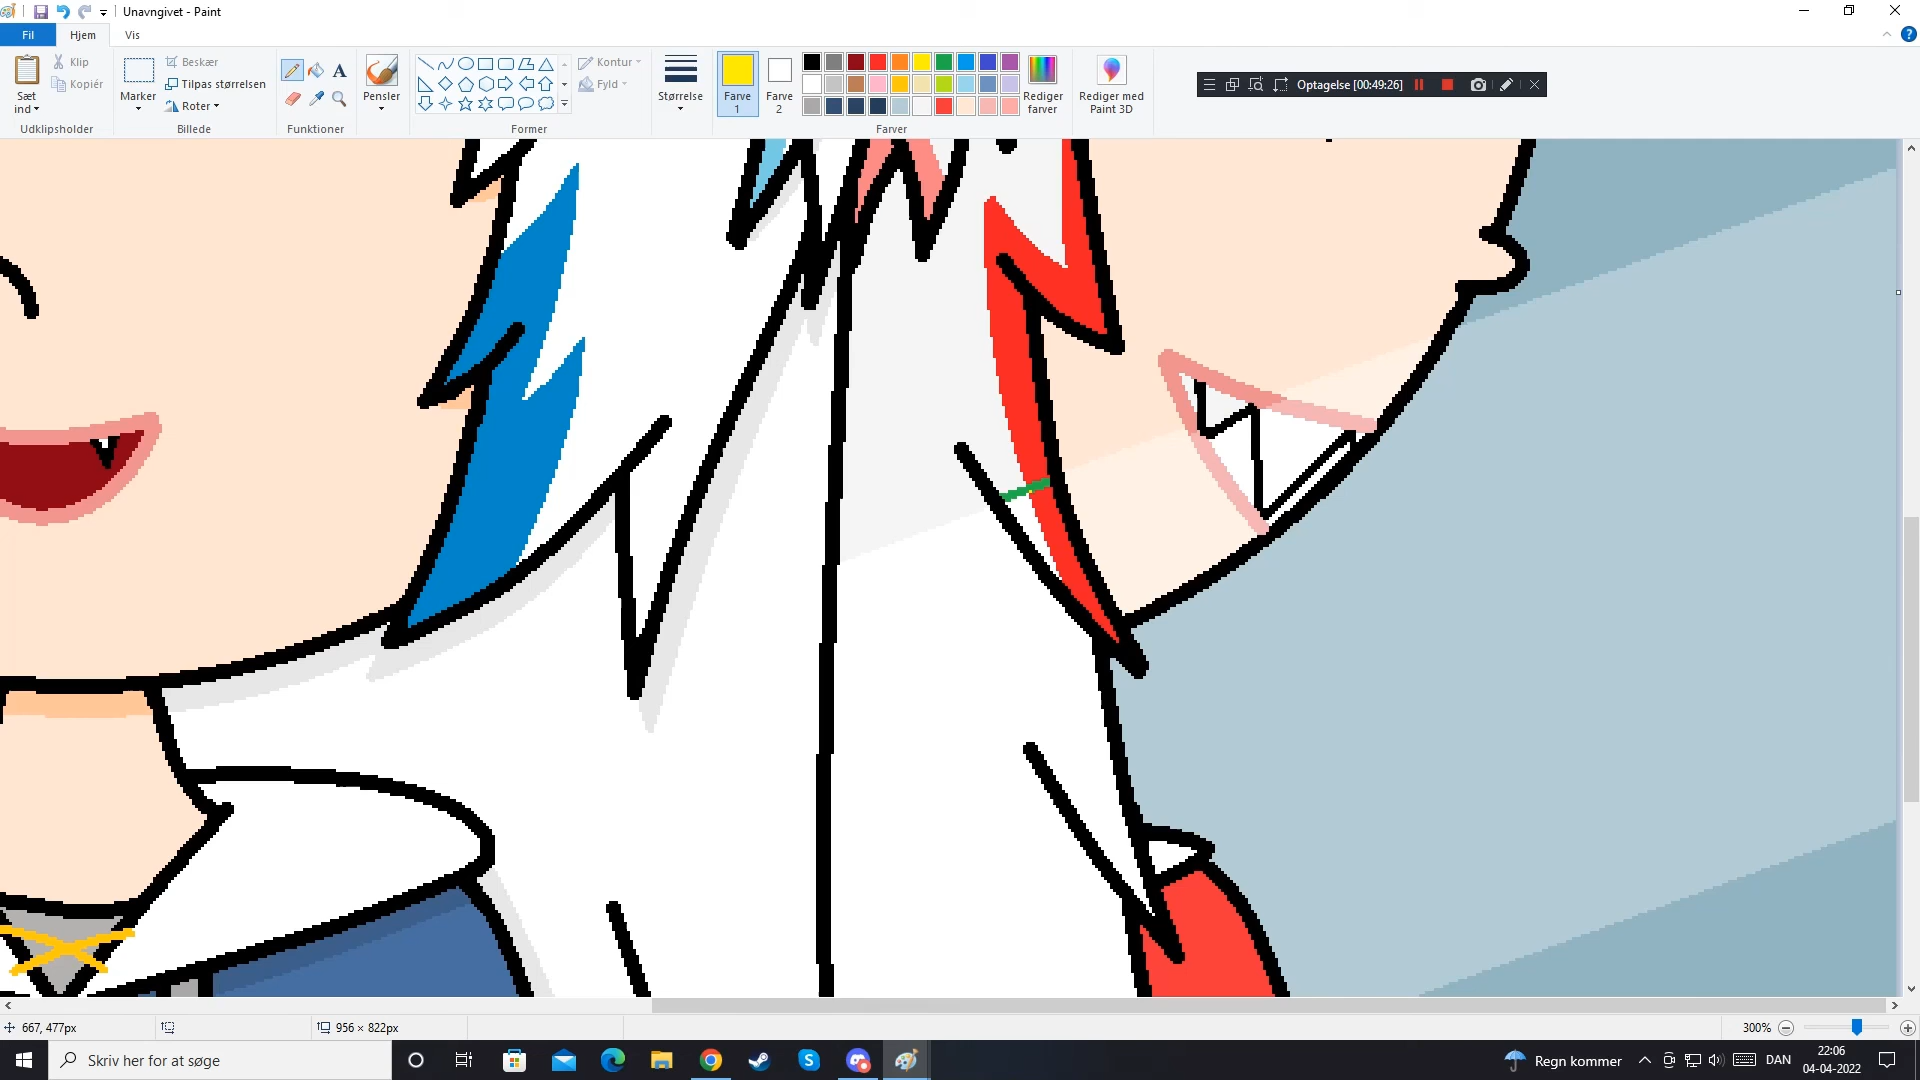 Unavngivet - Paint
Fil Hjem Vis
Sæt ind
Klip
Kopiér
Udklipsholder
Marker
Beskær
Tilpas størrelsen
Roter
Billede
A
Funktioner
Pensler
Former
Kontur
Fyld
Størrelse
Farve 1
Farve 2
Farver
Rediger farver
Rediger med Paint 3D
Optagelse [00:49:26]
667, 477px
956 × 822px
300%
Skriv her for at søge
Regn kommer
DAN
22:06
04-04-2022